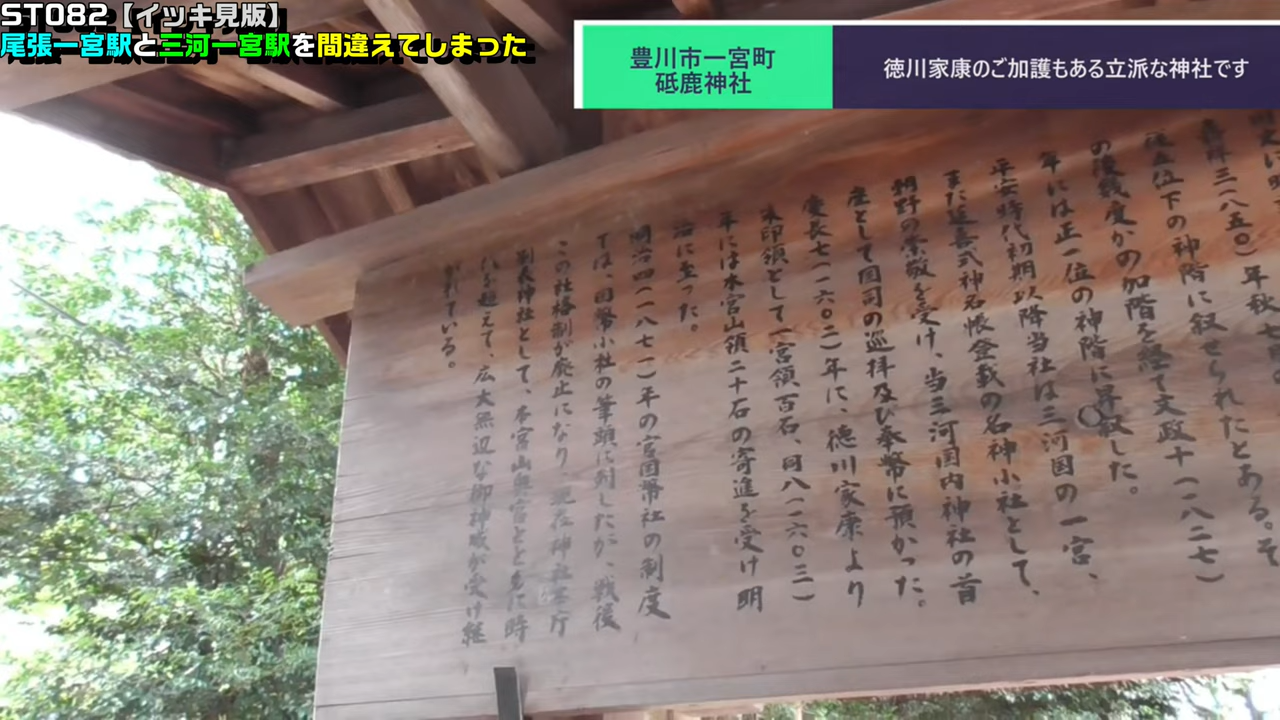 ST082【イッキ見版】
尾張一宮駅と三河一宮駅を間違えてしまった
豊川市一宮町
砥鹿神社
徳川家康のご加護もある立派な神社です
嘉祥三(八五〇)年秋七月
従五位下の神階に叙せられたとある。そ
の後幾度かの加階を経て文政十(一八二七)
年には正一位の神階に昇叙した。
平安時代初期以降当社は三河国の一宮、
また延喜式神名帳登載の名神小社として、
朝野の崇敬を受け、当三河国内神社の首
座として国司の巡拝及び奉幣に預かった。
慶長七(一六〇二)年に、徳川家康より
朱印領として一宮領百石、同八(一六〇三)
年には本宮山領二十石の寄進を受け明
治に至った。
明治四(一八七一)年の官国幣社の制度
では、国幣小社の筆頭に列したが、戦後
この社格制が廃止になり、現在神社本庁
別表神社として、本宮山奥宮とともに時
代を超えて、広大無辺な御神威が受け継
がれている。